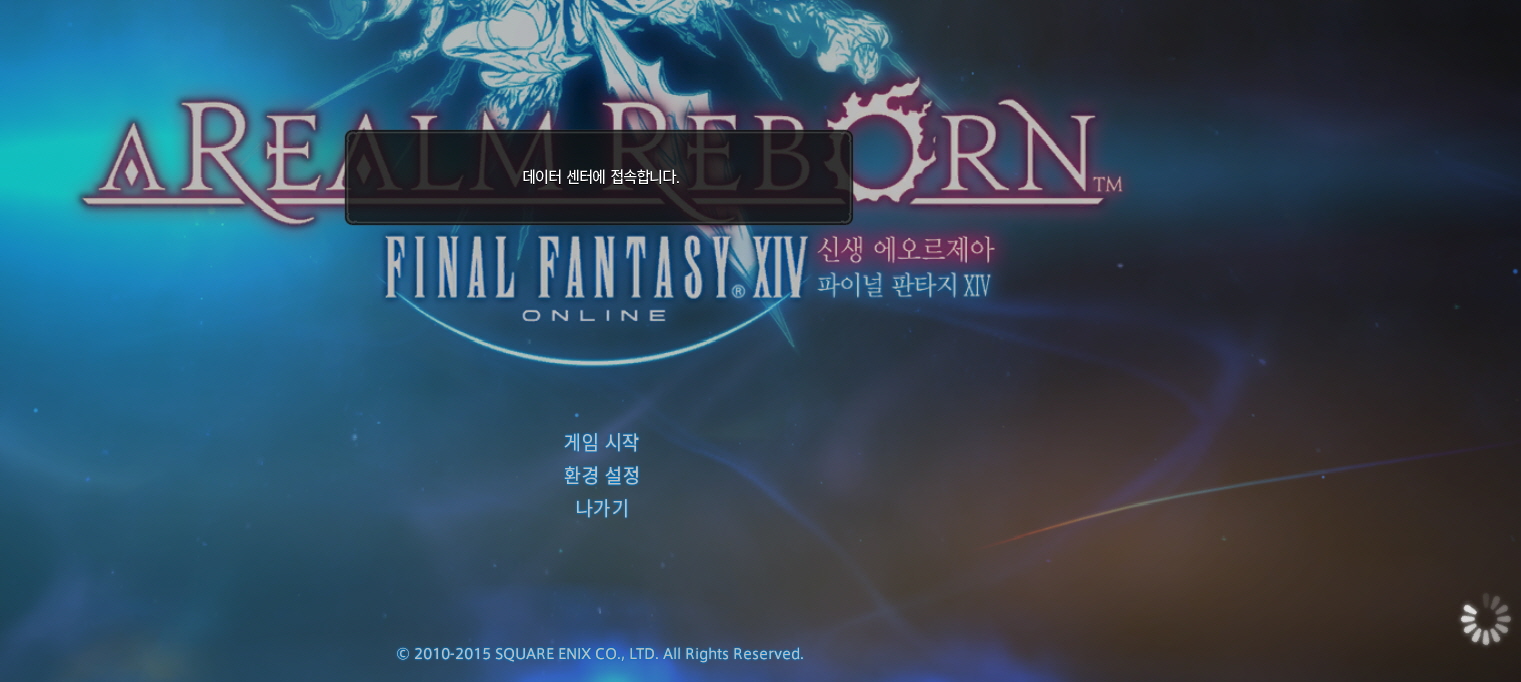 A REALM REBORN™
데이터 센터에 접속합니다.
FINAL FANTASY® XIV
ONLINE
신생 에오르제아
파이널 판타지 XIV
게임 시작
환경 설정
나가기
© 2010-2015 SQUARE ENIX CO., LTD. All Rights Reserved.